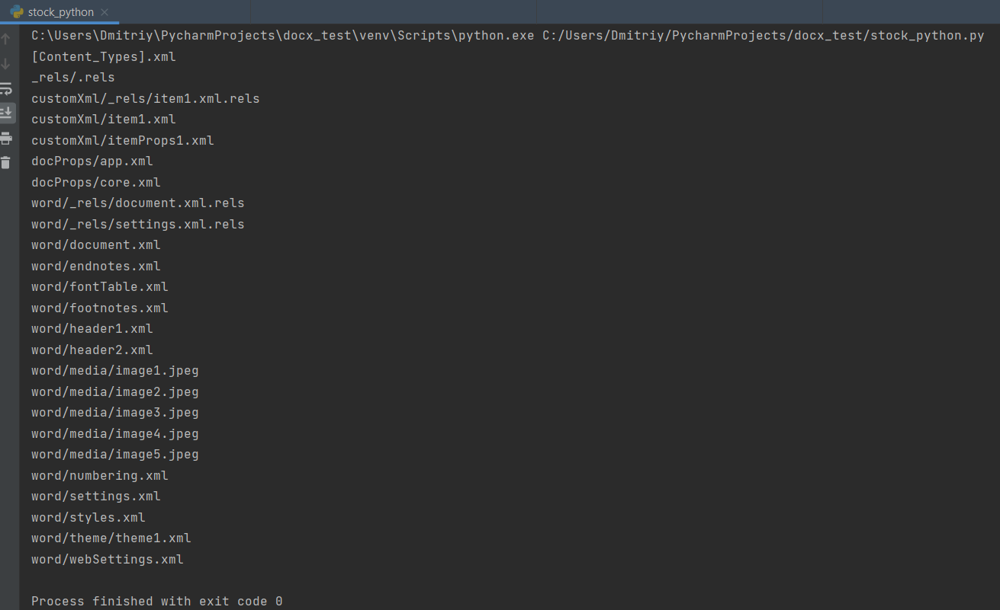 stock_python
C:\Users\Dmitriy\PycharmProjects\docx_test\venv\Scripts\python.exe C:/Users/Dmitriy/PycharmProjects/docx_test/stock_python.py
[Content_Types].xml
_rels/.rels
customXml/_rels/item1.xml.rels
customXml/item1.xml
customXml/itemProps1.xml
docProps/app.xml
docProps/core.xml
word/_rels/document.xml.rels
word/_rels/settings.xml.rels
word/document.xml
word/endnotes.xml
word/fontTable.xml
word/footnotes.xml
word/header1.xml
word/header2.xml
word/media/image1.jpeg
word/media/image2.jpeg
word/media/image3.jpeg
word/media/image4.jpeg
word/media/image5.jpeg
word/numbering.xml
word/settings.xml
word/styles.xml
word/theme/theme1.xml
word/webSettings.xml
Process finished with exit code 0